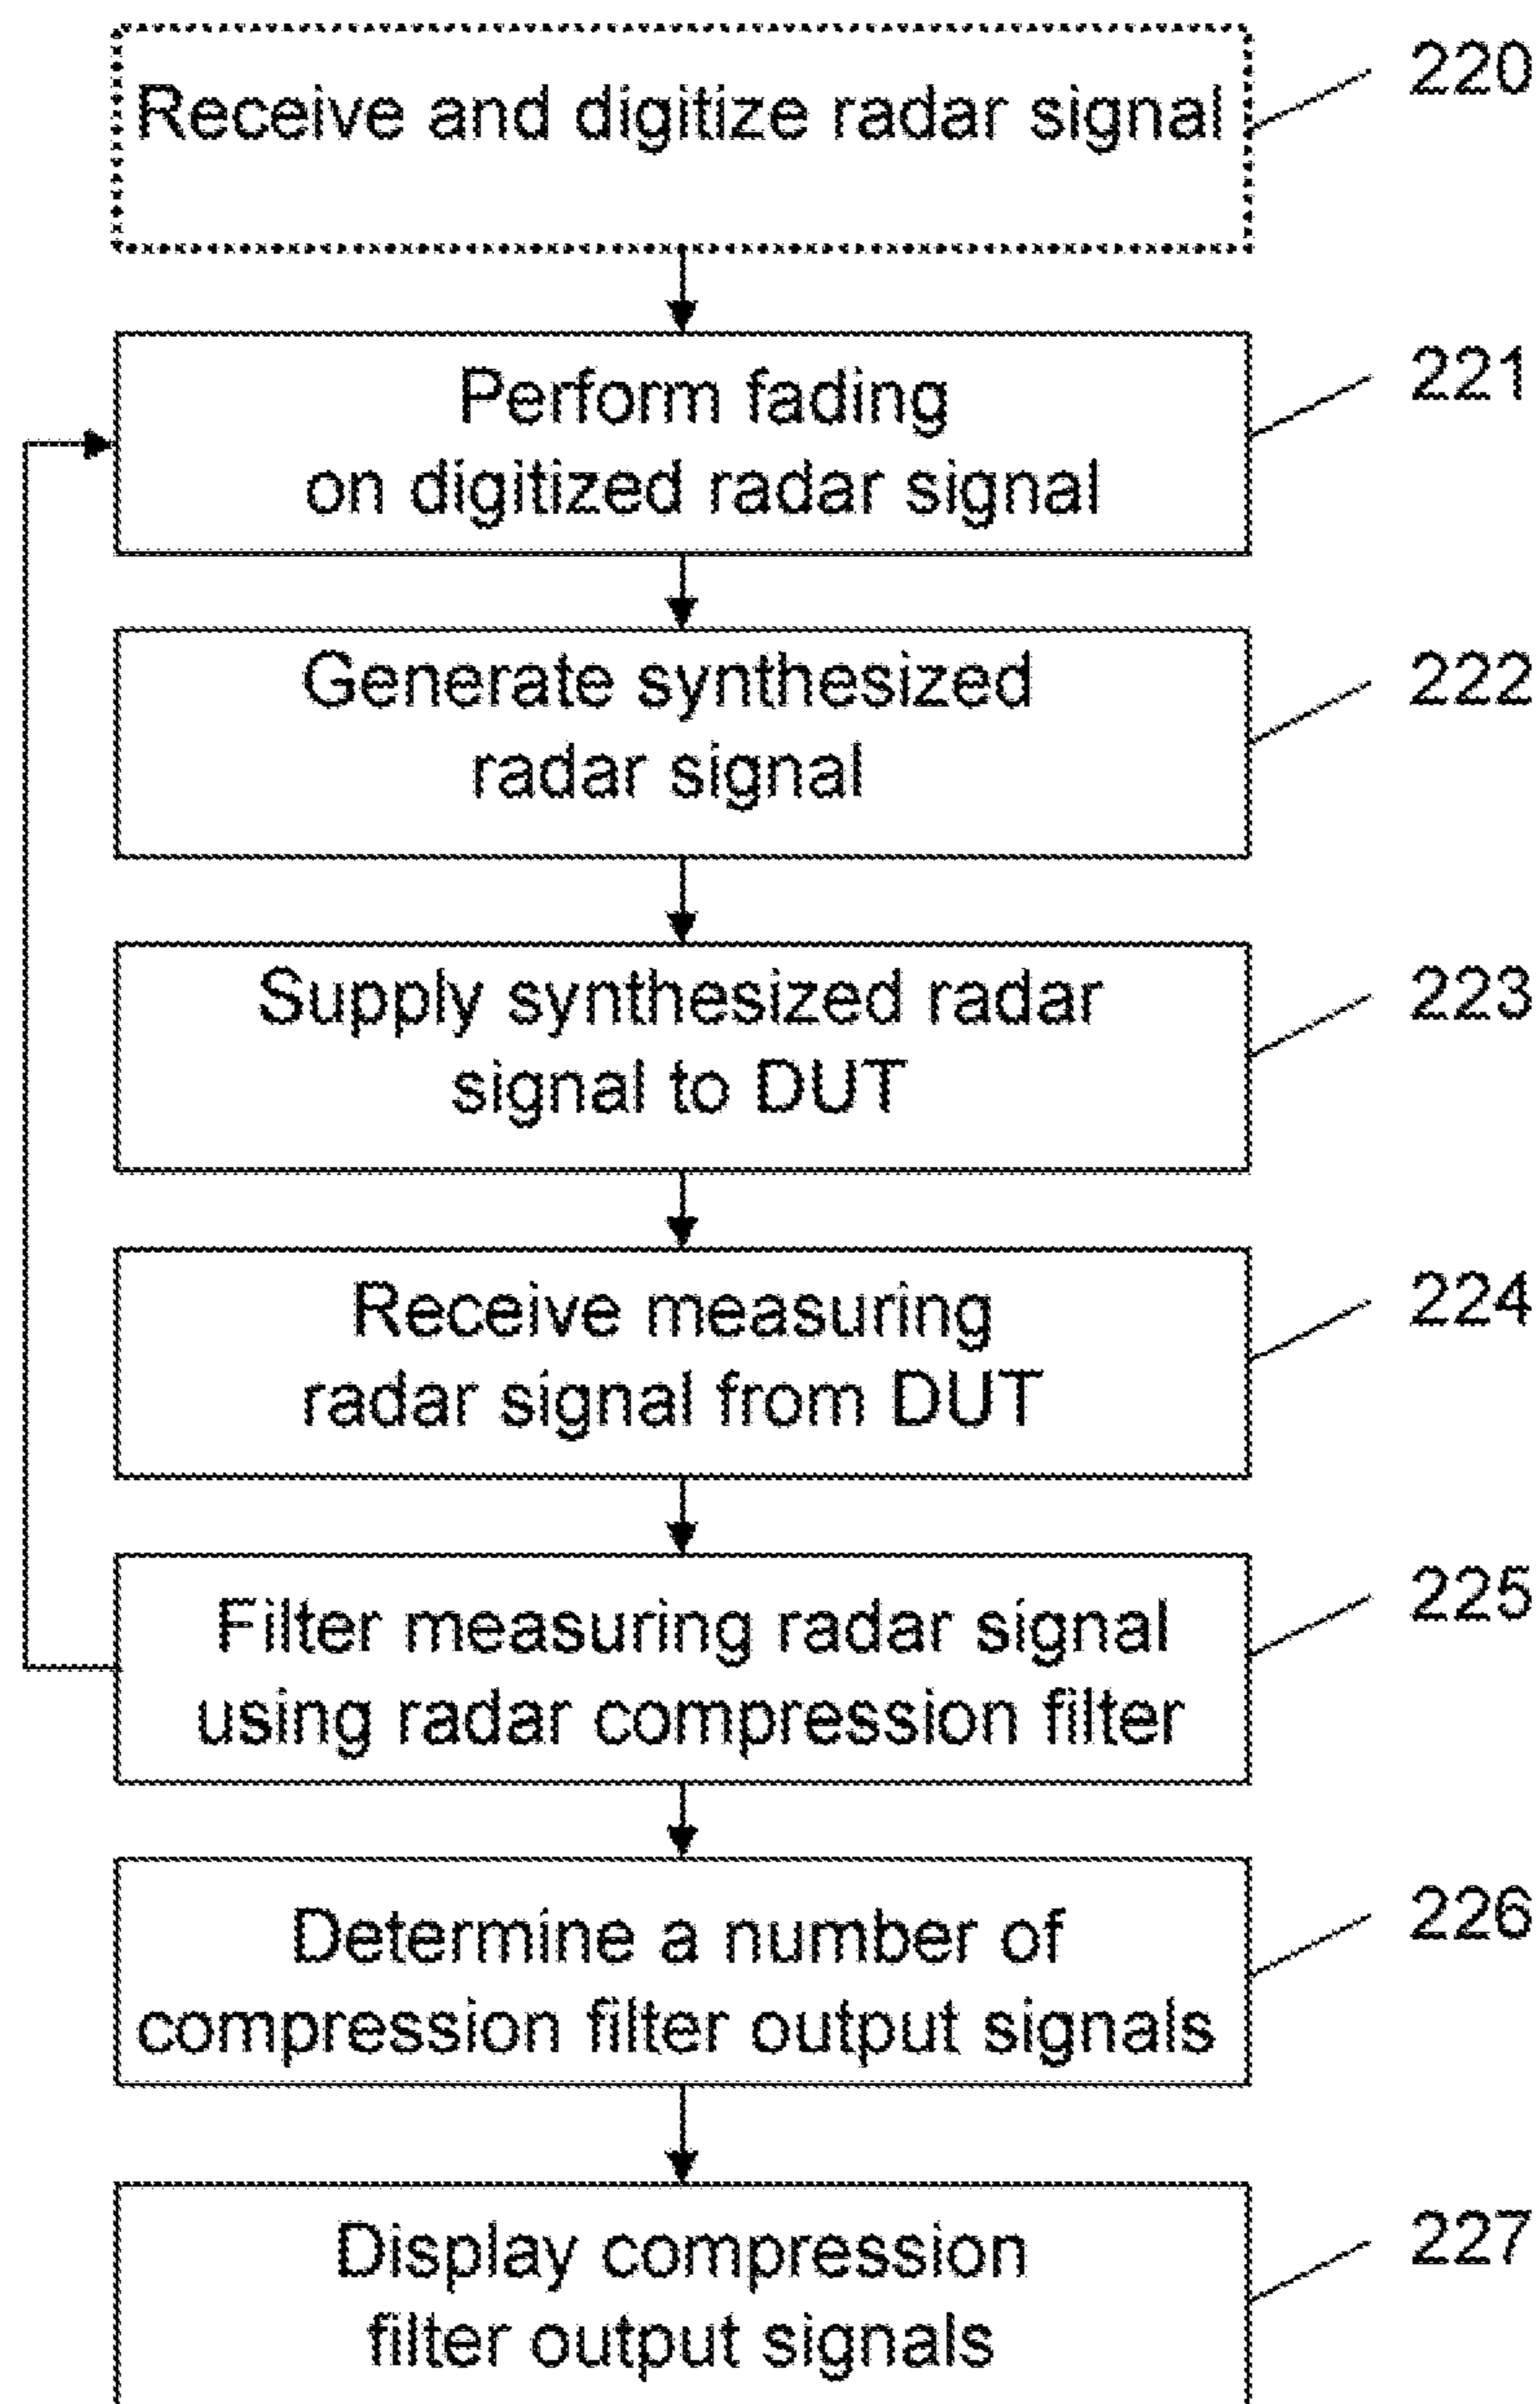 Receive and digitize radar signal
220
Perform fading
on digitized radar signal
221
Generate synthesized
radar signal
222
Supply synthesized radar
signal to DUT
223
Receive measuring
radar signal from DUT
224
Filter measuring radar signal
using radar compression filter
225
Determine a number of
compression filter output signals
226
Display compression
filter output signals
227